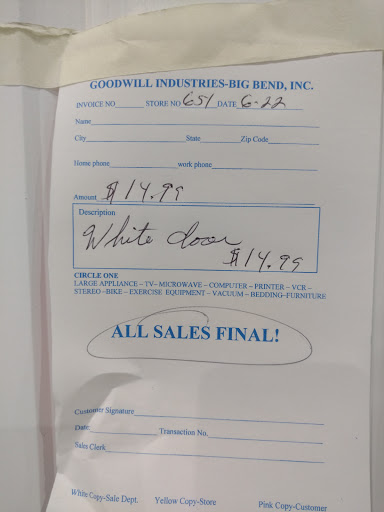 GOODWILL INDUSTRIES-BIG BEND, INC.
INVOICE NO STORE NO 651 DATE 6-22
Name
City State Zip Code
Home phone work phone
Amount $14.99
Description
White door
$14.99
CIRCLE ONE
LARGE APPLIANCE – TV– MICROWAVE – COMPUTER – PRINTER – VCR –
STEREO –BIKE – EXERCISE EQUIPMENT – VACUUM – BEDDING–FURNITURE
ALL SALES FINAL!
Customer Signature
Date Transaction No.
Sales Clerk
White Copy-Sale Dept. Yellow Copy-Store Pink Copy-Customer